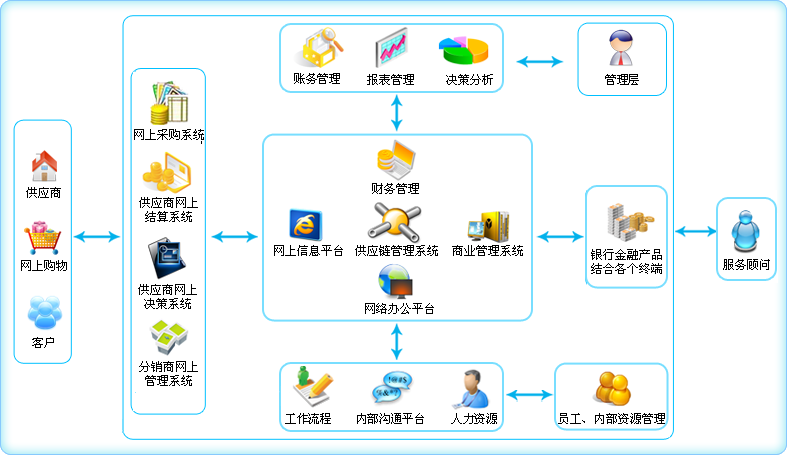 账务管理
报表管理
决策分析
管理层
网上采购系统
供应商网上
结算系统
供应商网上
决策系统
分销商网上
管理系统
供应商
网上购物
客户
财务管理
网上信息平台
供应链管理系统
商业管理系统
网络办公平台
银行金融产品
结合各个终端
服务顾问
工作流程
内部沟通平台
人力资源
员工、内部资源管理
!@#$
%&*?